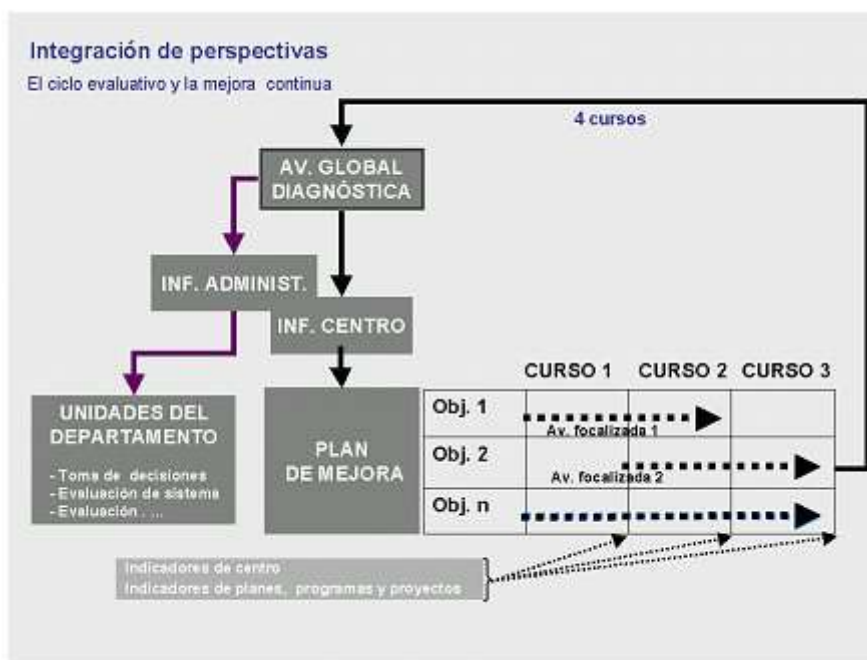 Integración de perspectivas
El ciclo evaluativo y la mejora continua
4 cursos
AV. GLOBAL
DIAGNÓSTICA
INF. ADMINIST.
INF. CENTRO
UNIDADES DEL
DEPARTAMENTO
- Toma de decisiones
- Evaluación de sistema
- Evaluación . ...
PLAN
DE MEJORA
CURSO 1 CURSO 2 CURSO 3
Obj. 1
Av. focalizada 1
Obj. 2
Av. focalizada 2
Obj. n
Indicadores de centro
Indicadores de planes, programas y proyectos